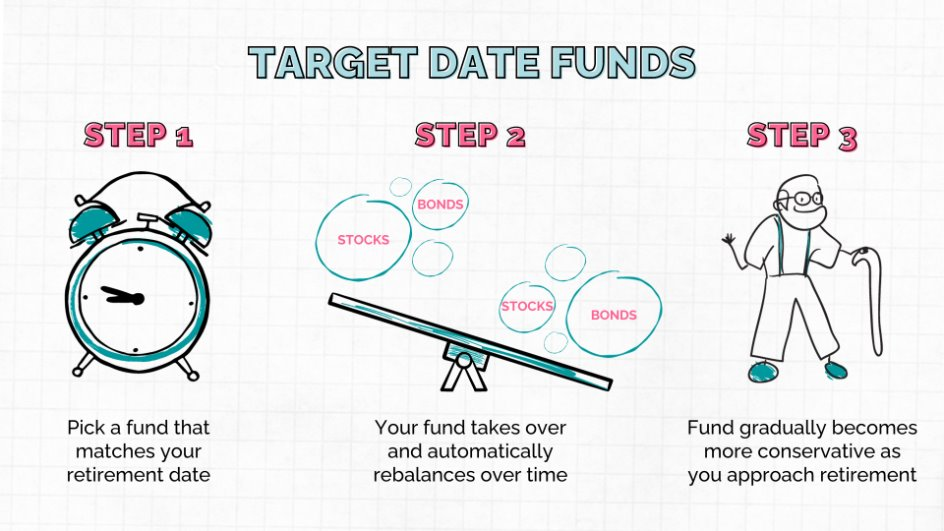 TARGET DATE FUNDS
STEP 1
Pick a fund that
matches your
retirement date
STEP 2
STOCKS
BONDS
STOCKS
BONDS
Your fund takes over
and automatically
rebalances over time
STEP 3
Fund gradually becomes
more conservative as
you approach retirement